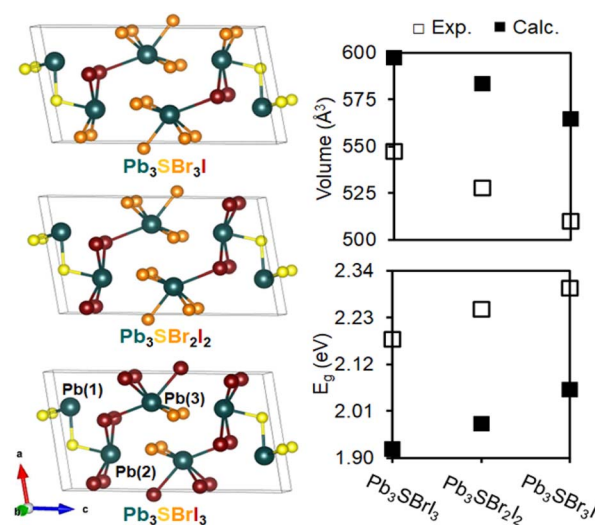 Pb₃SBr₃I
Pb₃SBr₂I₂
Pb(1)
Pb(3)
Pb(2)
Pb₃SBrI₃
a
b
c
□ Exp. ■ Calc.
Volume (Å³)
600
575
550
525
500
E_g (eV)
2.34
2.23
2.12
2.01
1.90
Pb₃SBrI₃
Pb₃SBr₂I₂
Pb₃SBr₃I